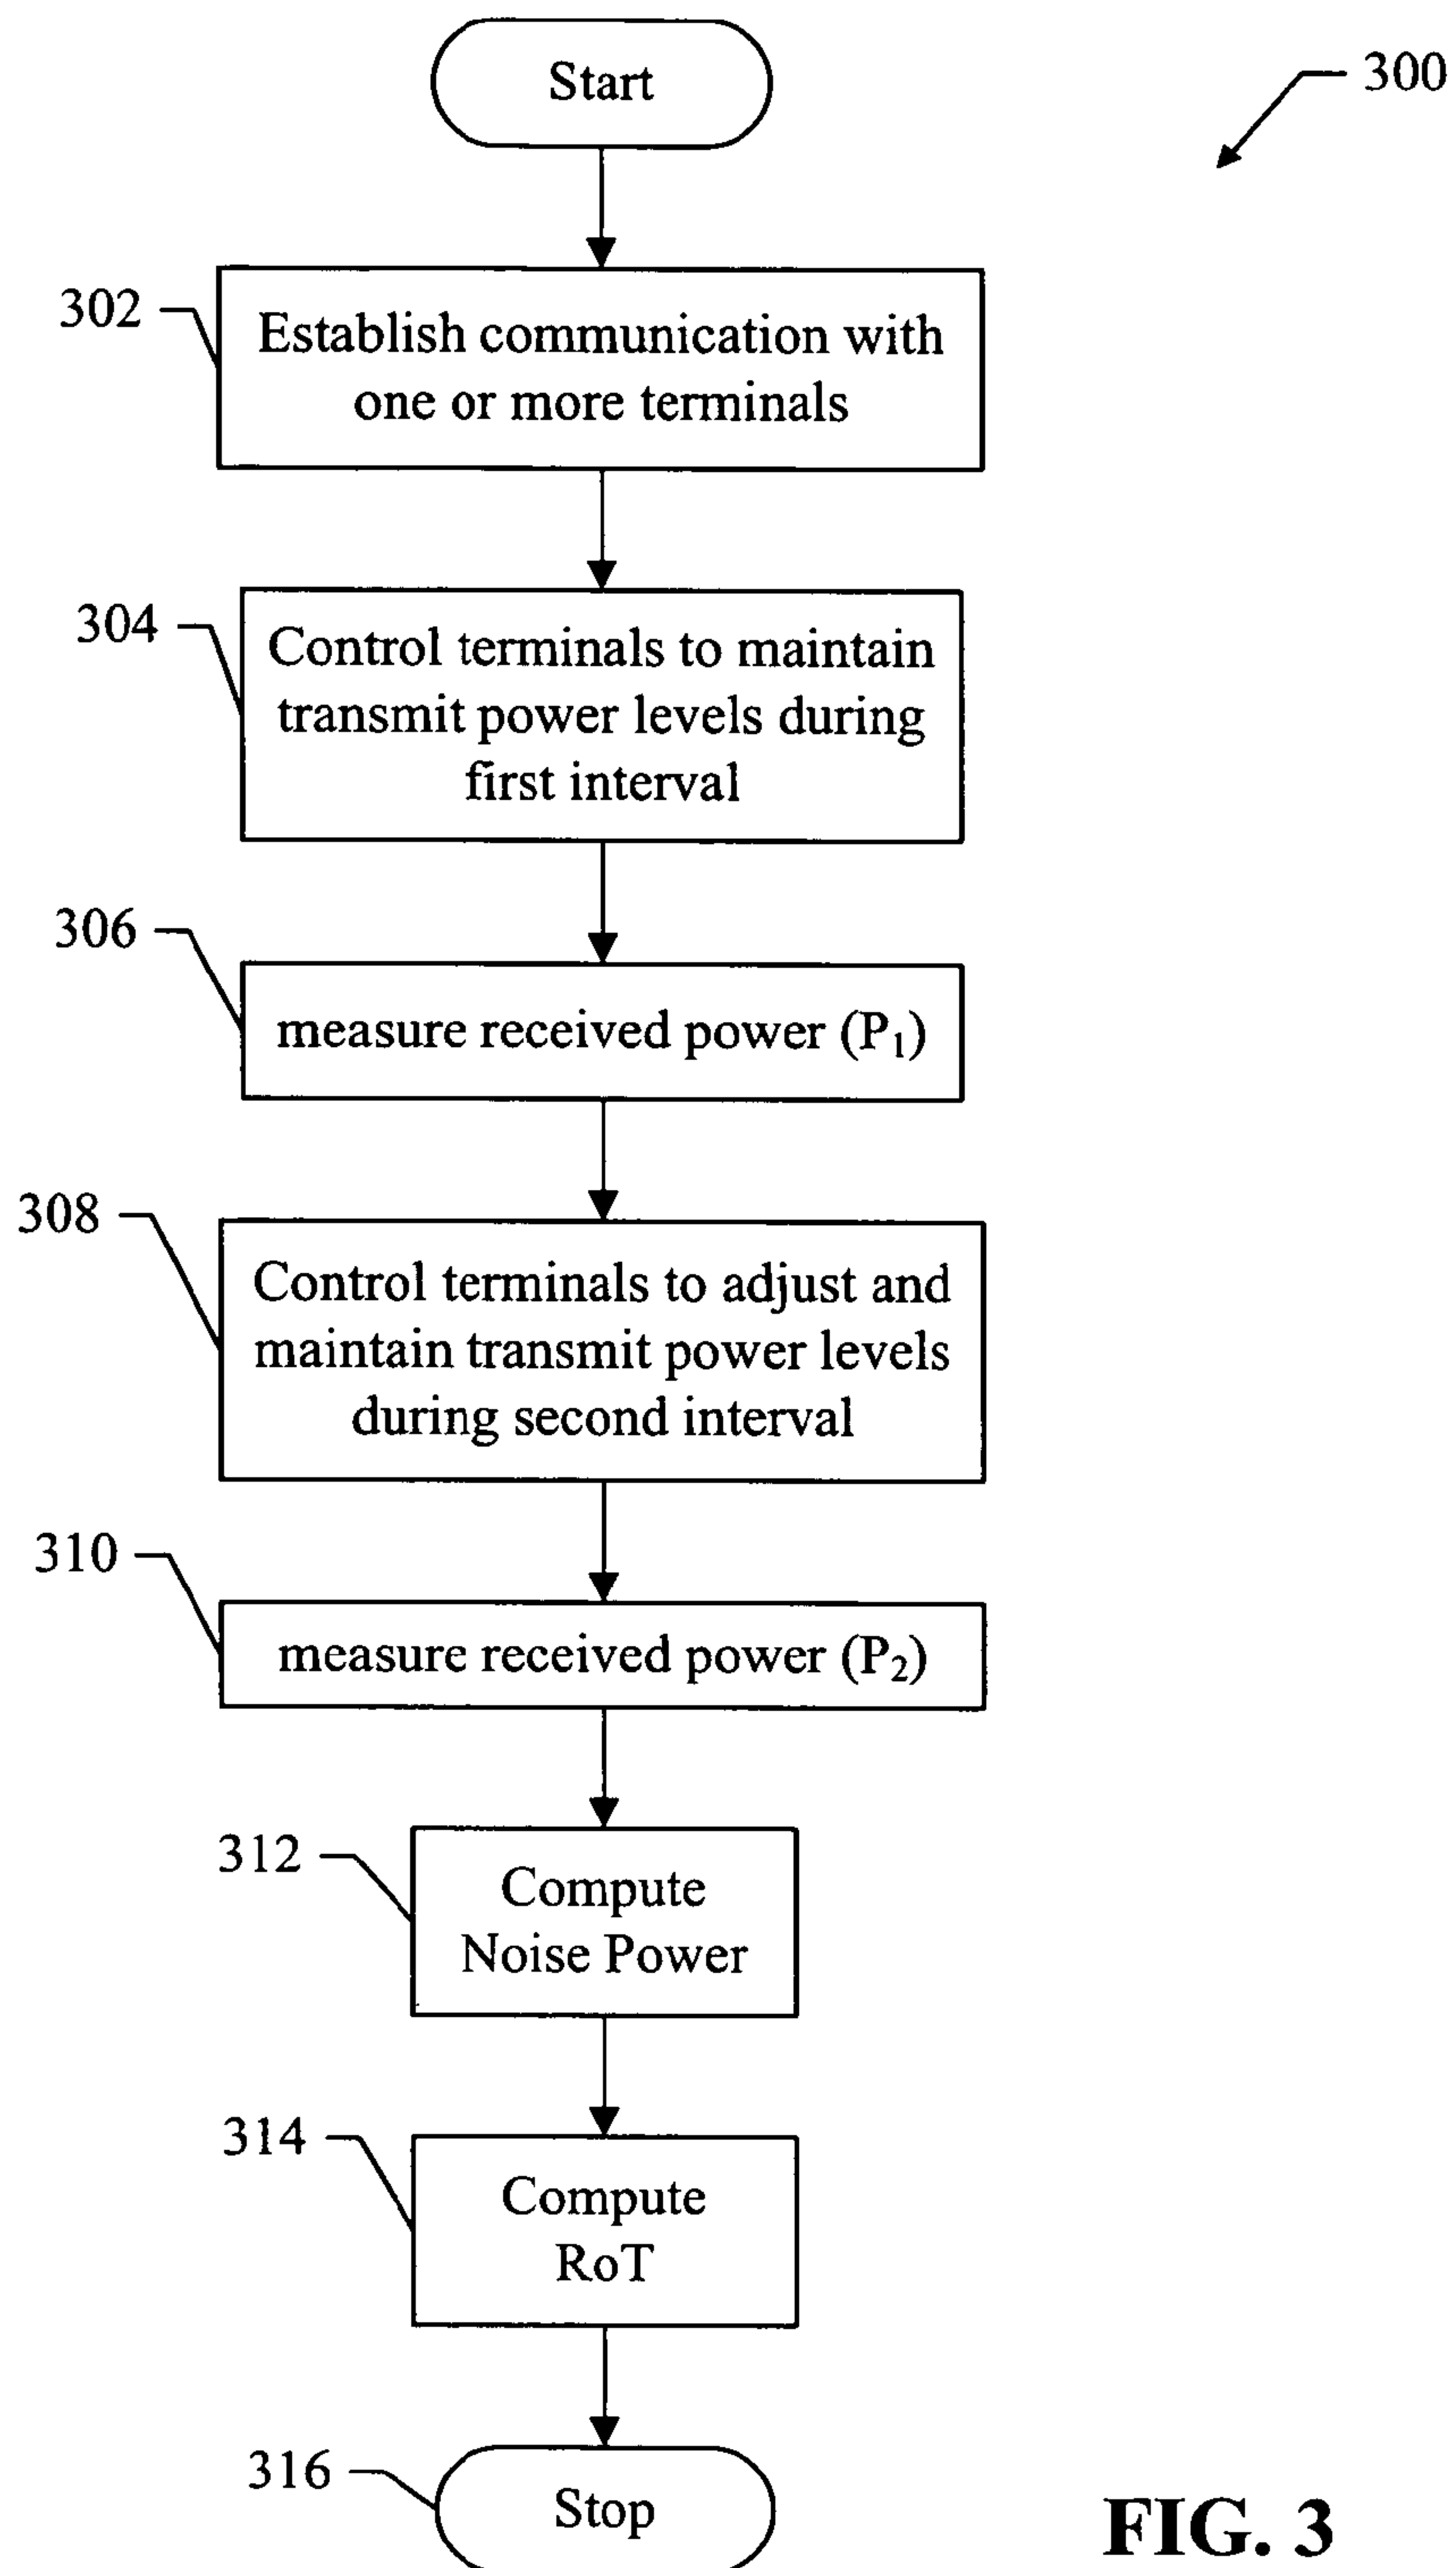 Start
300
302
Establish communication with
one or more terminals
304
Control terminals to maintain
transmit power levels during
first interval
306
measure received power (P₁)
308
Control terminals to adjust and
maintain transmit power levels
during second interval
310
measure received power (P₂)
312
Compute
Noise Power
314
Compute
RoT
316
Stop
FIG. 3